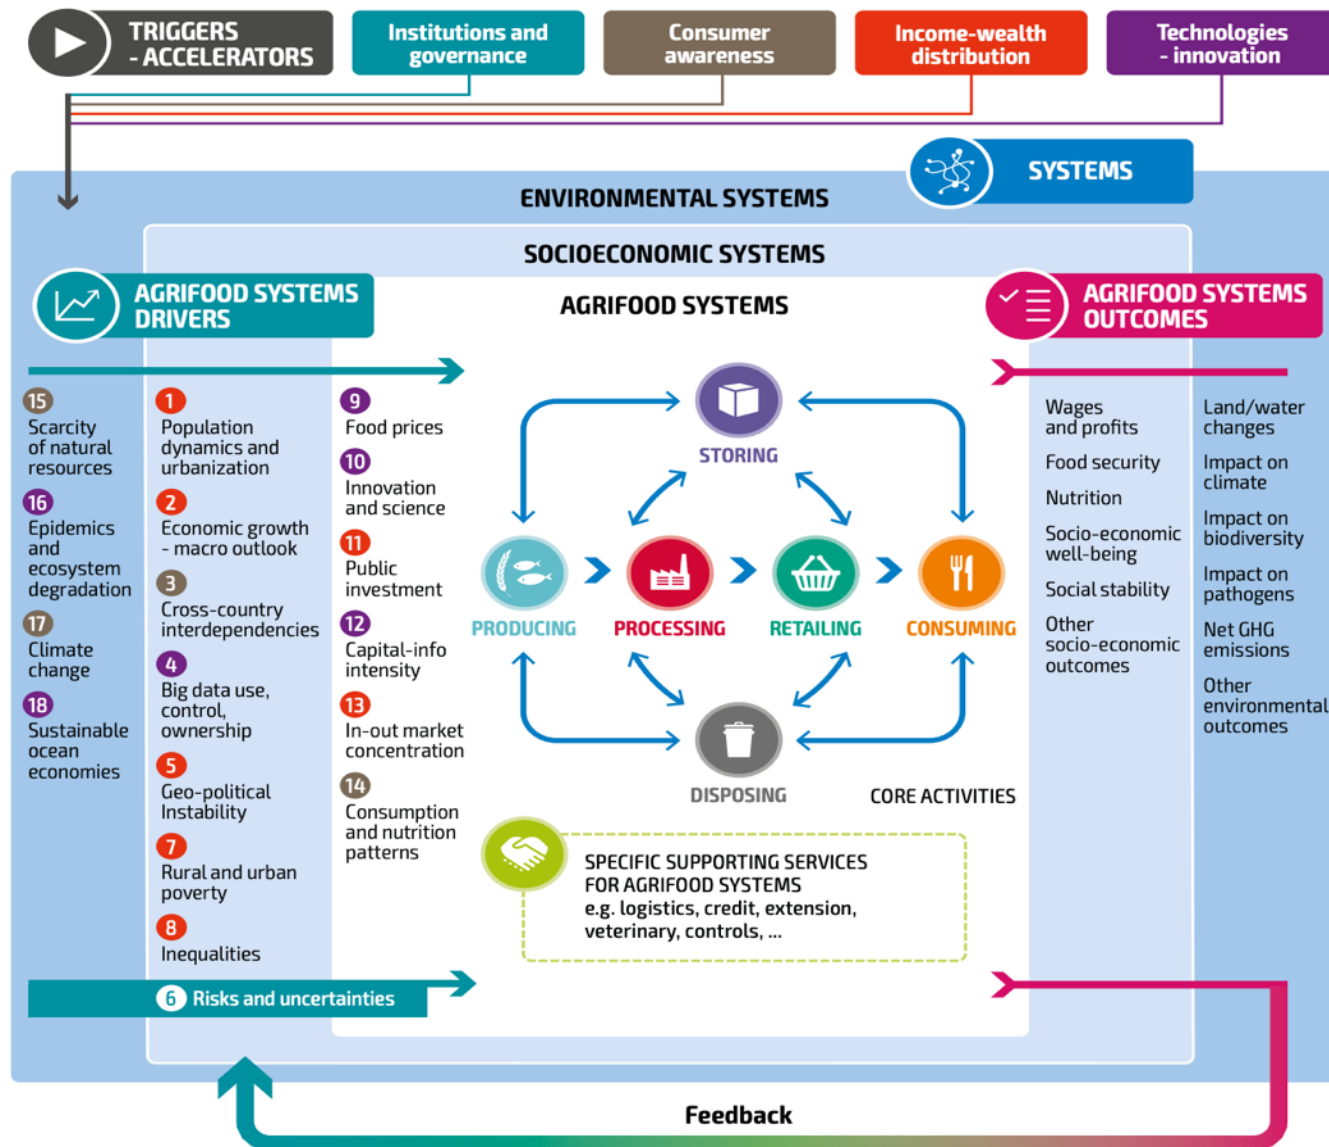 TRIGGERS
- ACCELERATORS
Institutions and
governance
Consumer
awareness
Income-wealth
distribution
Technologies
- innovation
SYSTEMS
ENVIRONMENTAL SYSTEMS
SOCIOECONOMIC SYSTEMS
AGRIFOOD SYSTEMS
AGRIFOOD SYSTEMS
DRIVERS
AGRIFOOD SYSTEMS
OUTCOMES
15
Scarcity
of natural
resources
16
Epidemics
and
ecosystem
degradation
17
Climate
change
18
Sustainable
ocean
economies
1
Population
dynamics and
urbanization
2
Economic growth
- macro outlook
3
Cross-country
interdependencies
4
Big data use,
control,
ownership
5
Geo-political
Instability
7
Rural and urban
poverty
8
Inequalities
6 Risks and uncertainties
9
Food prices
10
Innovation
and science
11
Public
investment
12
Capital-info
intensity
13
In-out market
concentration
14
Consumption
and nutrition
patterns
STORING
PRODUCING
PROCESSING
RETAILING
CONSUMING
DISPOSING
CORE ACTIVITIES
SPECIFIC SUPPORTING SERVICES
FOR AGRIFOOD SYSTEMS
e.g. logistics, credit, extension,
veterinary, controls, ...
Wages
and profits
Food security
Nutrition
Socio-economic
well-being
Social stability
Other
socio-economic
outcomes
Land/water
changes
Impact on
climate
Impact on
biodiversity
Impact on
pathogens
Net GHG
emissions
Other
environmental
outcomes
Feedback